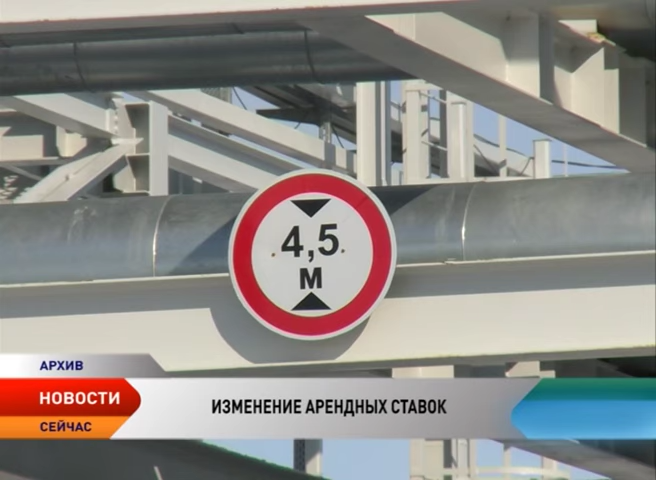 4,5
м
АРХИВ
НОВОСТИ
ИЗМЕНЕНИЕ АРЕНДНЫХ СТАВОК
СЕЙЧАС